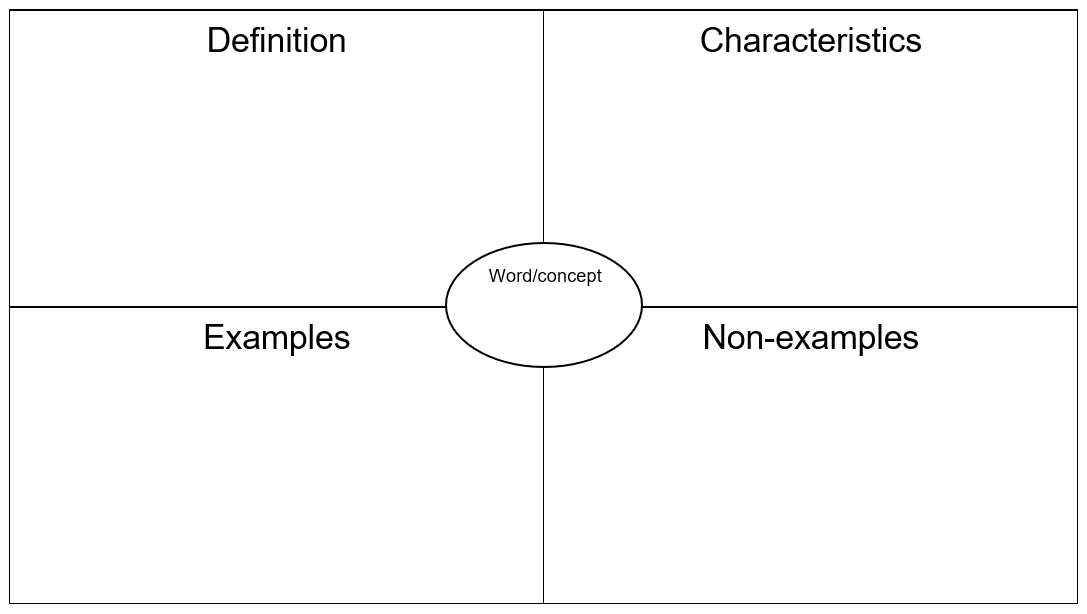 Definition
Characteristics
Word/concept
Examples
Non-examples